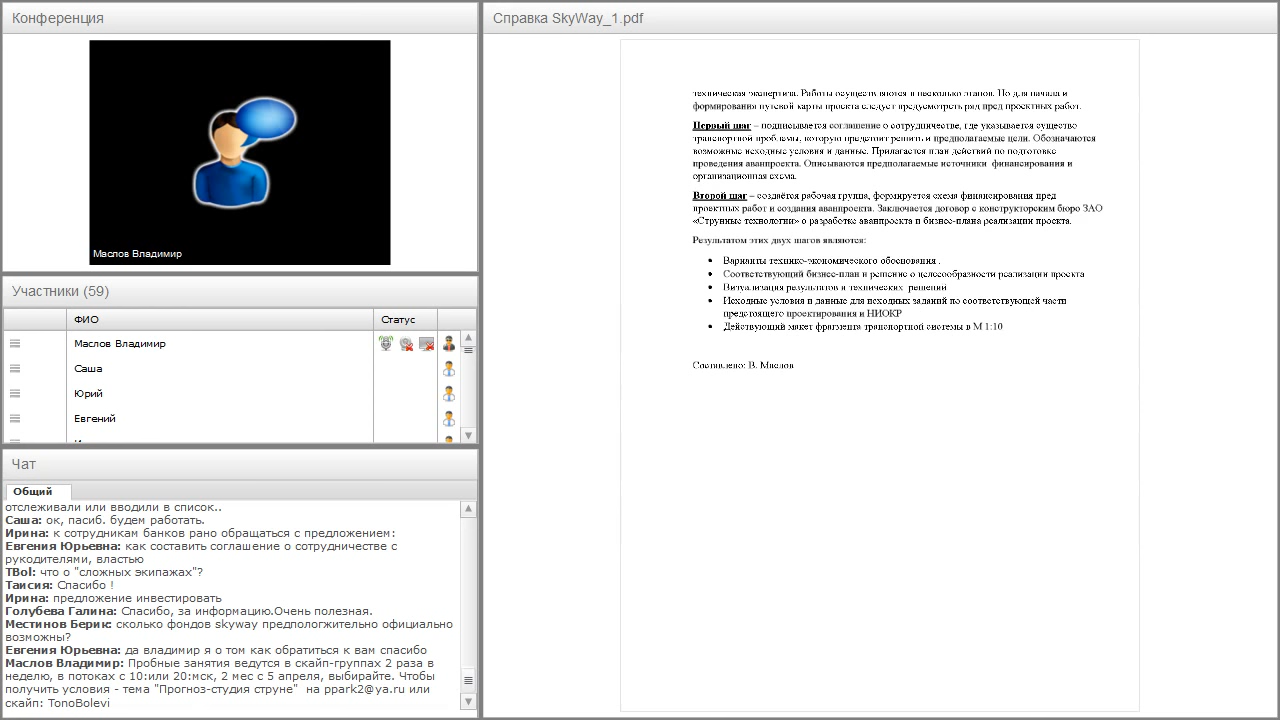 Конференция
Маслов Владимир
Участники (59)
ФИО
Статус
Маслов Владимир
Саша
Юрий
Евгений
Чат
Общий
отслеживали или вводили в список..
Саша: ок, пасиб. будем работать.
Ирина: к сотрудникам банков рано обращаться с предложением:
Евгения Юрьевна: как составить соглашение о сотрудничестве с
рукодителями, властью
TBol: что о "сложных экипажах"?
Таисия: Спасибо !
Ирина: предложение инвестировать
Голубева Галина: Спасибо, за информацию.Очень полезная.
Местинов Берик: сколько фондов skyway предпологжительно официально
возможны?
Евгения Юрьевна: да владимир я о том как обратиться к вам спасибо
Маслов Владимир: Пробные занятия ведутся в скайп-группах 2 раза в
неделю, в потоках с 10:или 20:мск, 2 мес с 5 апреля, выбирайте. Чтобы
получить условия - тема "Прогноз-студия струне"  на ppark2@ya.ru или
скайп: TonoBolevi
Справка SkyWay_1.pdf
техническая экспертиза. Работы осуществляются в несколько этапов. Но для начала и
формирования путевой карты проекта следует предусмотреть ряд пред проектных работ.
Первый шаг – подписывается соглашение о сотрудничестве, где указывается существо
транспортной проблемы, которую предстоит решить и предполагаемые цели. Обозначаются
возможные исходные условия и данные. Прилагается план действий по подготовке
проведения аванпроекта. Описываются предполагаемые источники  финансирования и
организационная схема.
Второй шаг – создаётся рабочая группа, формируется схема финансирования пред
проектных работ и создания аванпроекта. Заключается договор с конструкторским бюро ЗАО
«Струнные технологии» о разработке аванпроекта и бизнес-плана реализации проекта.
Результатом этих двух шагов являются:
• Варианты технико-экономического обоснования .
• Соответствующий бизнес-план и решение о целесообразности реализации проекта
• Визуализация результатов и технических  решений
• Исходные условия и данные для исходных заданий по соответствующей части
предстоящего проектирования и НИОКР
• Действующий макет фрагмента транспортной системы в М 1:10
Составлено: В. Маслов